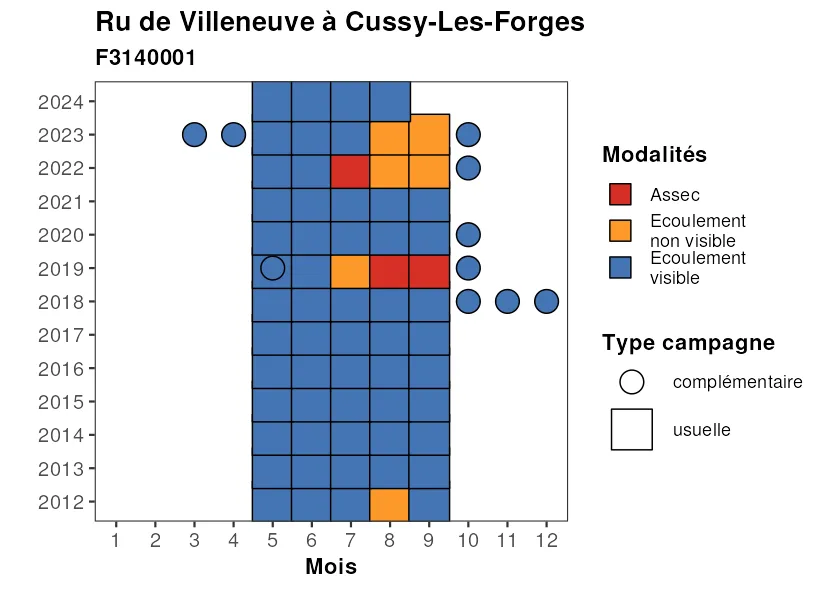 Ru de Villeneuve à Cussy-Les-Forges
F3140001
2024
2023
2022
2021
2020
2019
2018
2017
2016
2015
2014
2013
2012
1 2 3 4 5 6 7 8 9 10 11 12
Mois
Modalités
Assec
Ecoulement
non visible
Ecoulement
visible
Type campagne
complémentaire
usuelle